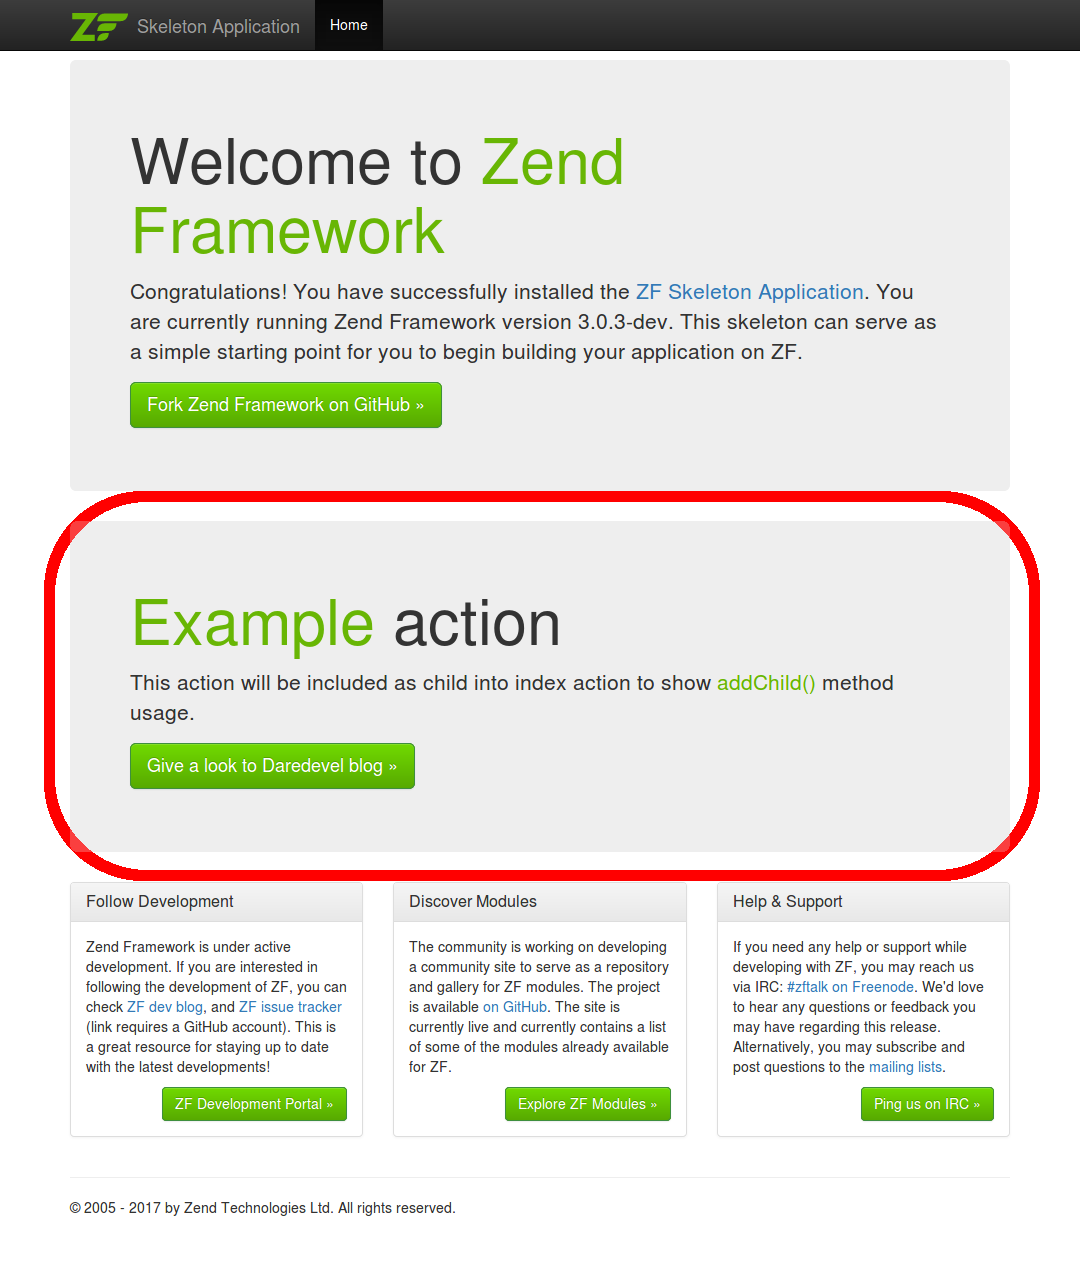 ZF Skeleton Application Home
Welcome to Zend
Framework
Congratulations! You have successfully installed the ZF Skeleton Application. You
are currently running Zend Framework version 3.0.3-dev. This skeleton can serve as
a simple starting point for you to begin building your application on ZF.
Fork Zend Framework on GitHub »
Example action
This action will be included as child into index action to show addChild() method
usage.
Give a look to Daredevel blog »
Follow Development
Zend Framework is under active
development. If you are interested in
following the development of ZF, you can
check ZF dev blog, and ZF issue tracker
(link requires a GitHub account). This is
a great resource for staying up to date
with the latest developments!
ZF Development Portal »
Discover Modules
The community is working on developing
a community site to serve as a repository
and gallery for ZF modules. The project
is available on GitHub. The site is
currently live and currently contains a list
of some of the modules already available
for ZF.
Explore ZF Modules »
Help & Support
If you need any help or support while
developing with ZF, you may reach us
via IRC: #zftalk on Freenode. We'd love
to hear any questions or feedback you
may have regarding this release.
Alternatively, you may subscribe and
post questions to the mailing lists.
Ping us on IRC »
© 2005 - 2017 by Zend Technologies Ltd. All rights reserved.